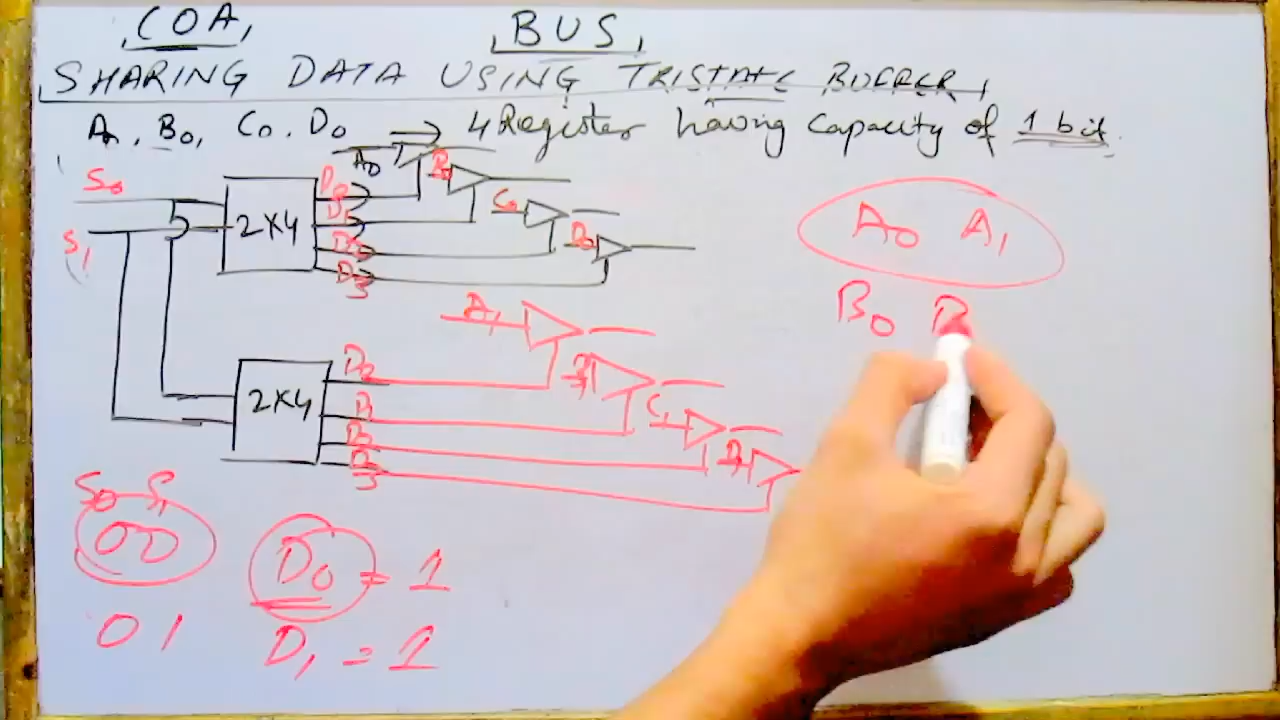 COA, BUS,
SHARING DATA USING TRISTATE BUFFER,
A0, B0, C0, D0 → 4 Register having capacity of 1 bit.
A0 B0 C0 D0
S0 S1
2X4
D0 D1 D2 D3
A0 A1
B0 B
A1 B1 C1 D1
2X4
D0 D1 D2 D3
S0 S1
00 D0 = 1
01 D1 = 1